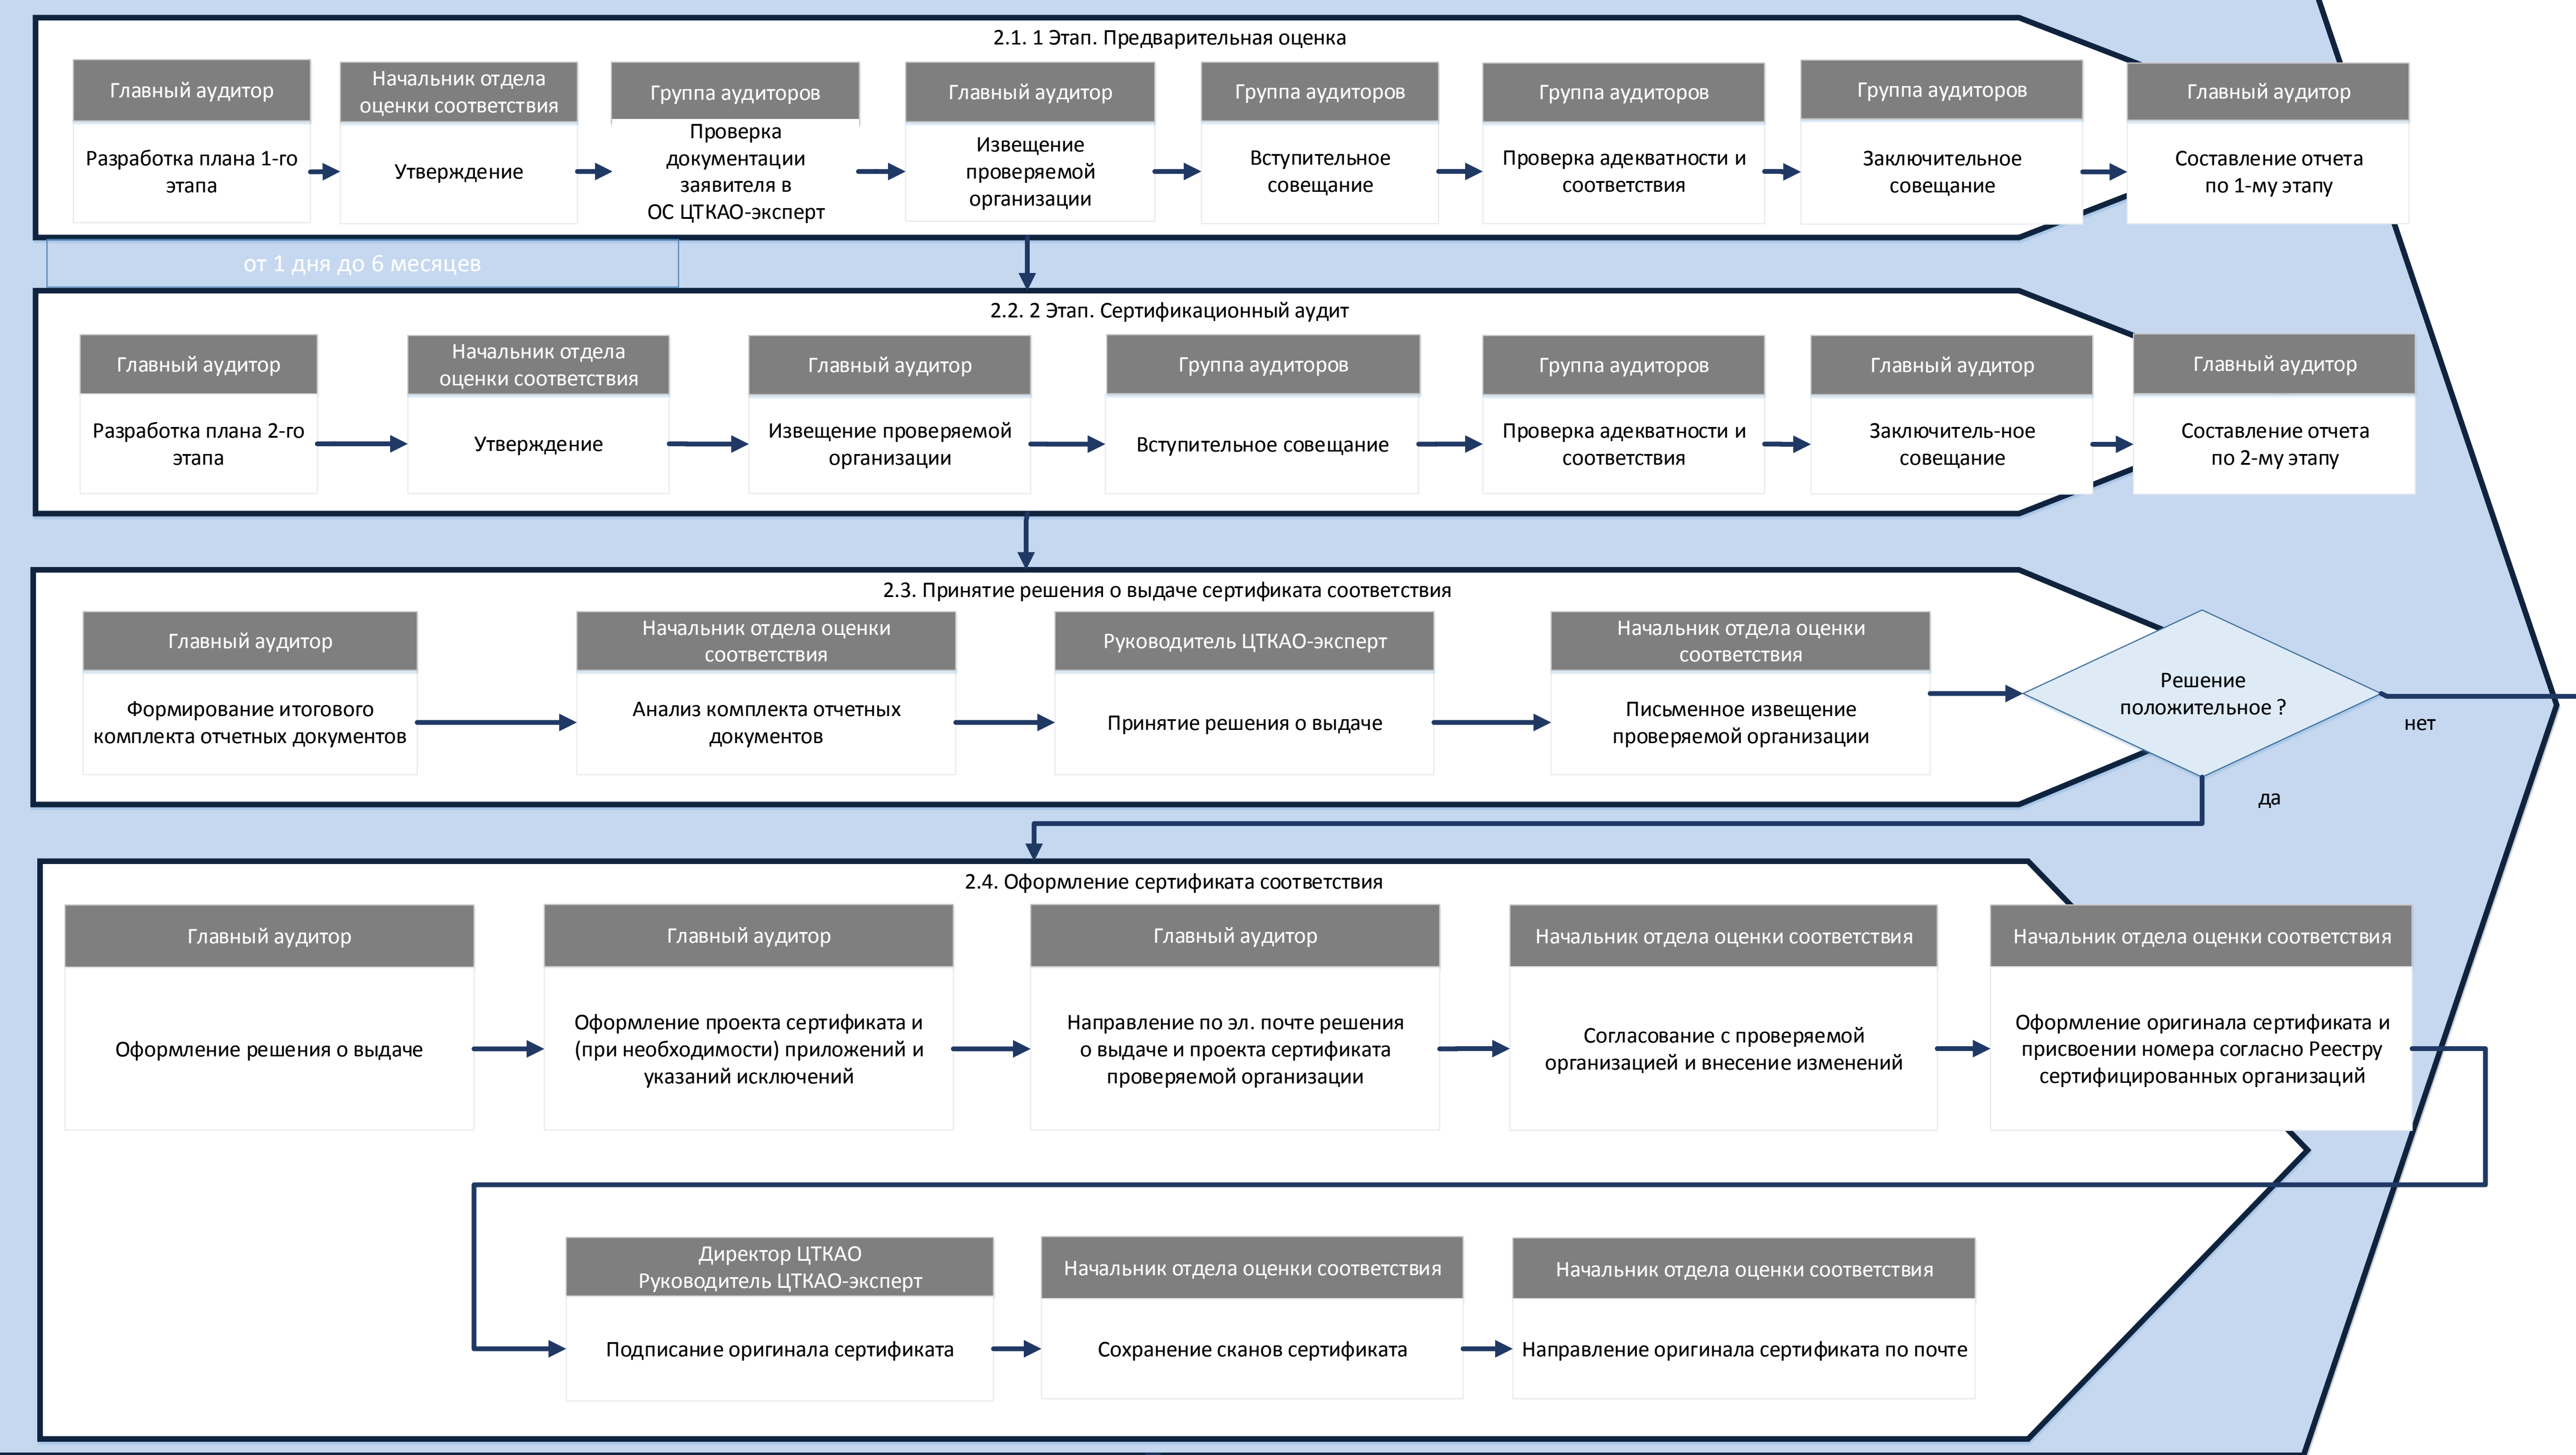 2.1. 1 Этап. Предварительная оценка
Главный аудитор
Разработка плана 1-го
этапа
Начальник отдела
оценки соответствия
Утверждение
Группа аудиторов
Проверка
документации
заявителя в
ОС ЦТКАО-эксперт
Главный аудитор
Извещение
проверяемой
организации
Группа аудиторов
Вступительное
совещание
Группа аудиторов
Проверка адекватности и
соответствия
Группа аудиторов
Заключительное
совещание
Главный аудитор
Составление отчета
по 1-му этапу
от 1 дня до 6 месяцев
2.2. 2 Этап. Сертификационный аудит
Главный аудитор
Разработка плана 2-го
этапа
Начальник отдела
оценки соответствия
Утверждение
Главный аудитор
Извещение проверяемой
организации
Группа аудиторов
Вступительное совещание
Группа аудиторов
Проверка адекватности и
соответствия
Главный аудитор
Заключитель-ное
совещание
Главный аудитор
Составление отчета
по 2-му этапу
2.3. Принятие решения о выдаче сертификата соответствия
Главный аудитор
Формирование итогового
комплекта отчетных документов
Начальник отдела оценки
соответствия
Анализ комплекта отчетных
документов
Руководитель ЦТКАО-эксперт
Принятие решения о выдаче
Начальник отдела оценки
соответствия
Письменное извещение
проверяемой организации
Решение
положительное ?
нет
да
2.4. Оформление сертификата соответствия
Главный аудитор
Оформление решения о выдаче
Главный аудитор
Оформление проекта сертификата и
(при необходимости) приложений и
указаний исключений
Главный аудитор
Направление по эл. почте решения
о выдаче и проекта сертификата
проверяемой организации
Начальник отдела оценки соответствия
Согласование с проверяемой
организацией и внесение изменений
Начальник отдела оценки соответствия
Оформление оригинала сертификата и
присвоении номера согласно Реестру
сертифицированных организаций
Директор ЦТКАО
Руководитель ЦТКАО-эксперт
Подписание оригинала сертификата
Начальник отдела оценки соответствия
Сохранение сканов сертификата
Начальник отдела оценки соответствия
Направление оригинала сертификата по почте